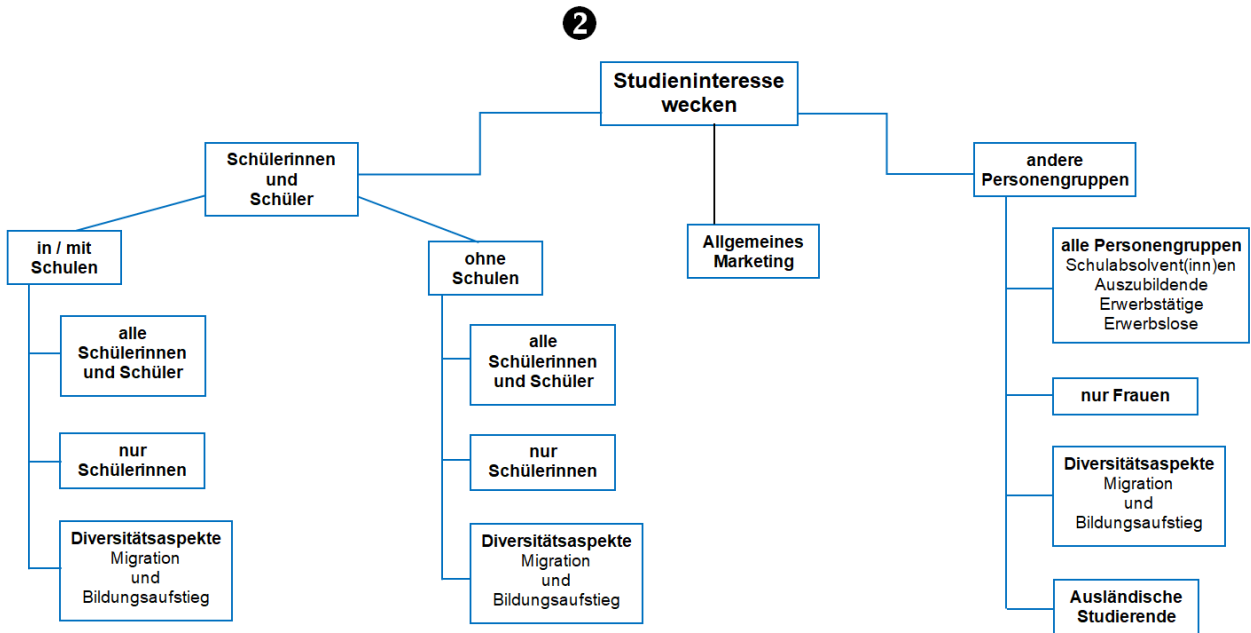 2
Studieninteresse
wecken
Schülerinnen
und
Schüler
andere
Personengruppen
Allgemeines
Marketing
in / mit
Schulen
alle
Schülerinnen
und Schüler
nur
Schülerinnen
Diversitätsaspekte
Migration
und
Bildungsaufstieg
ohne
Schulen
alle
Schülerinnen
und Schüler
nur
Schülerinnen
Diversitätsaspekte
Migration
und
Bildungsaufstieg
alle Personengruppen
Schulabsolvent(inn)en
Auszubildende
Erwerbstätige
Erwerbslose
nur Frauen
Diversitätsaspekte
Migration
und
Bildungsaufstieg
Ausländische
Studierende